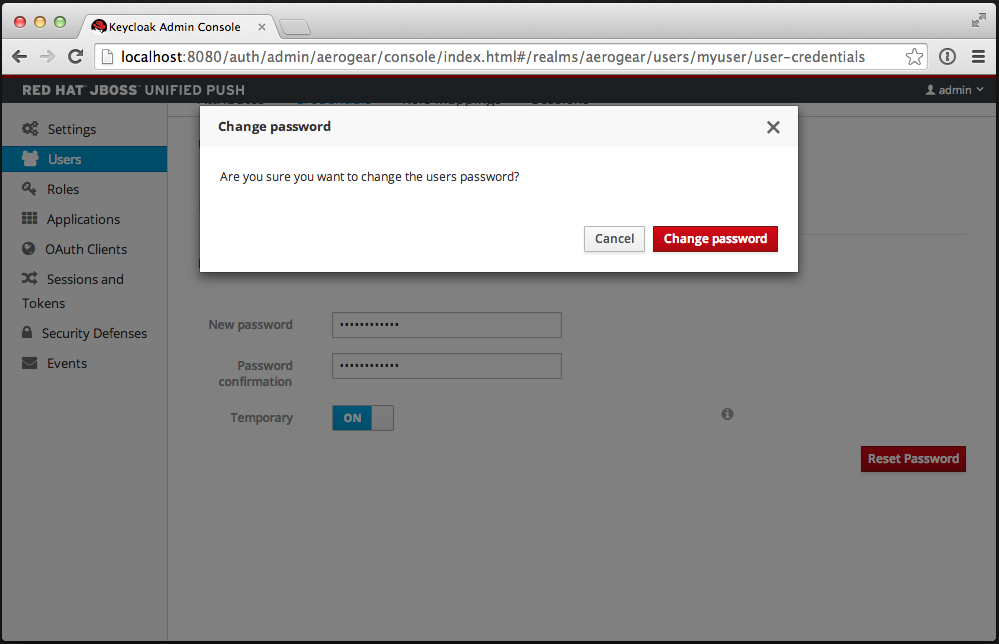 Keycloak Admin Console
localhost:8080/auth/admin/aerogear/console/index.html#/realms/aerogear/users/myuser/user-credentials
RED HAT JBOSS UNIFIED PUSH
admin
Change password
Settings
Are you sure you want to change the users password?
Users
Roles
Applications
Cancel
Change password
OAuth Clients
Sessions and
Tokens
Security Defenses
New password
Events
Password
confirmation
Temporary
ON
Reset Password